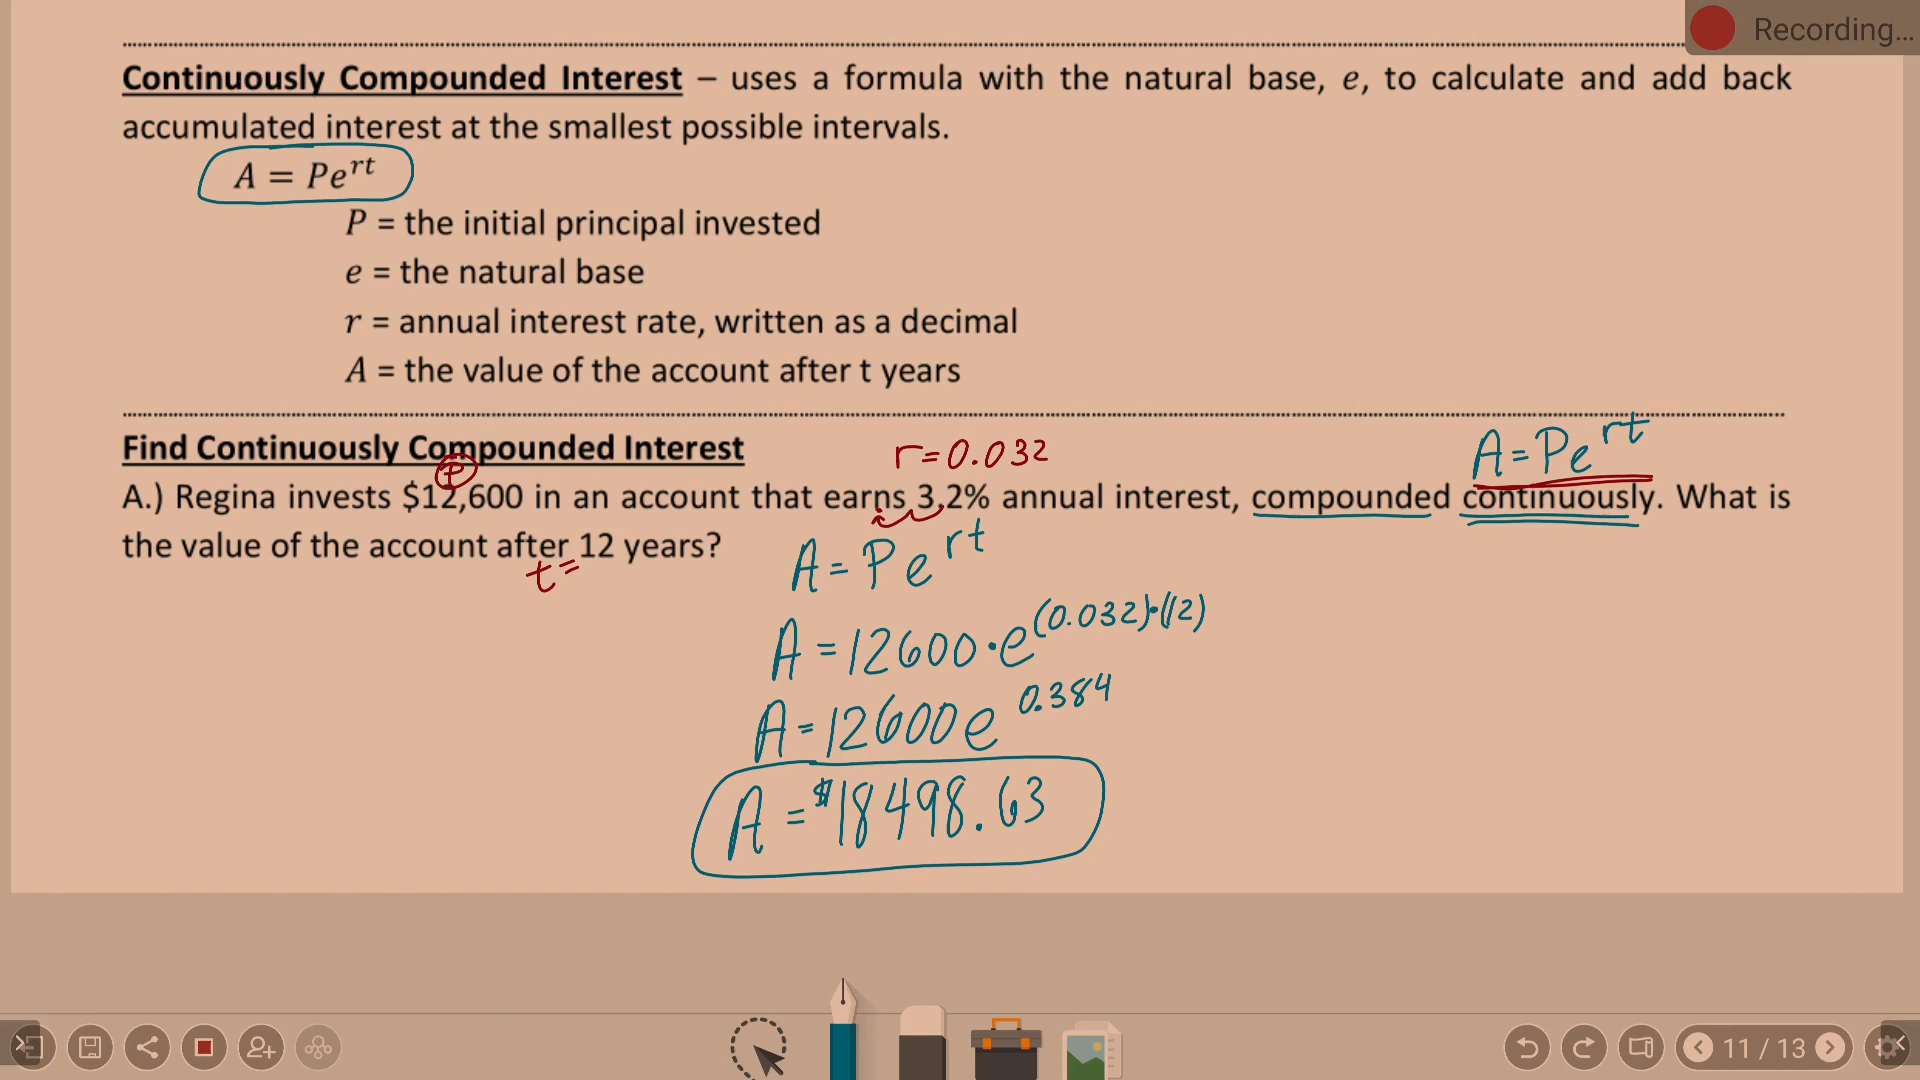 Recording...
Continuously Compounded Interest – uses a formula with the natural base, e, to calculate and add back
accumulated interest at the smallest possible intervals.
A = Pe^rt
P = the initial principal invested
e = the natural base
r = annual interest rate, written as a decimal
A = the value of the account after t years
Find Continuously Compounded Interest
r=0.032
A=Pe^rt
P
A.) Regina invests $12,600 in an account that earns 3.2% annual interest, compounded continuously. What is
the value of the account after 12 years?
t=
A=Pe^rt
A=12600·e^(0.032)·(12)
A=12600e^0.384
A=$18498.63
11 / 13